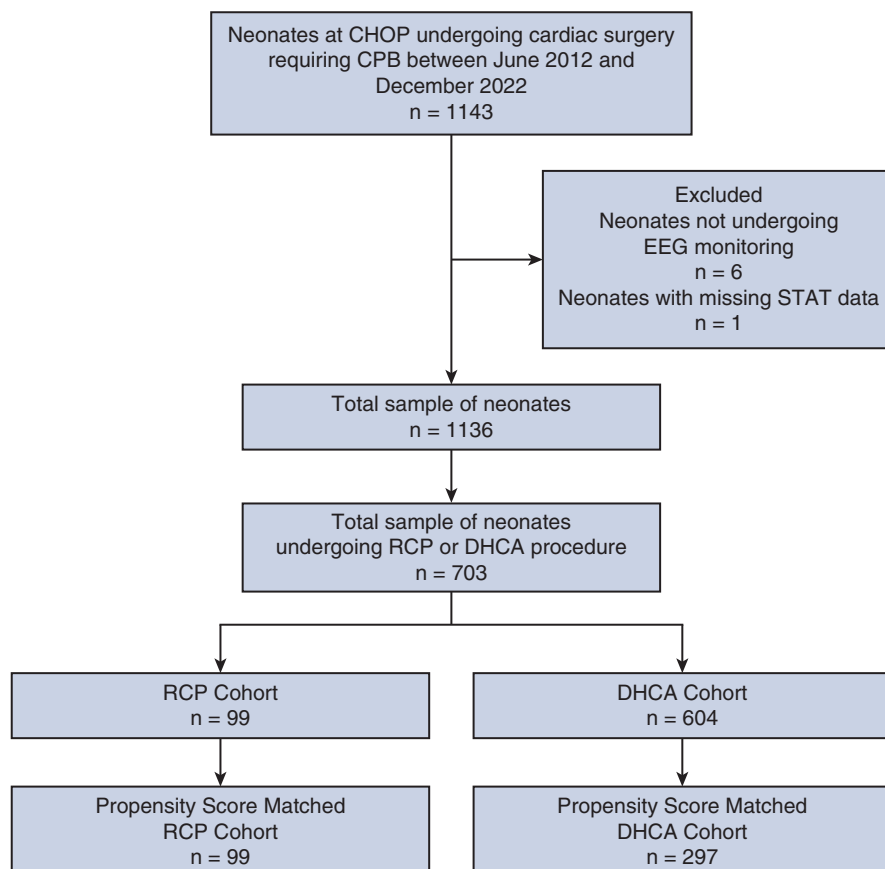 Neonates at CHOP undergoing cardiac surgery
requiring CPB between June 2012 and
December 2022
n = 1143
Excluded
Neonates not undergoing
EEG monitoring
n = 6
Neonates with missing STAT data
n = 1
Total sample of neonates
n = 1136
Total sample of neonates
undergoing RCP or DHCA procedure
n = 703
RCP Cohort
n = 99
DHCA Cohort
n = 604
Propensity Score Matched
RCP Cohort
n = 99
Propensity Score Matched
DHCA Cohort
n = 297